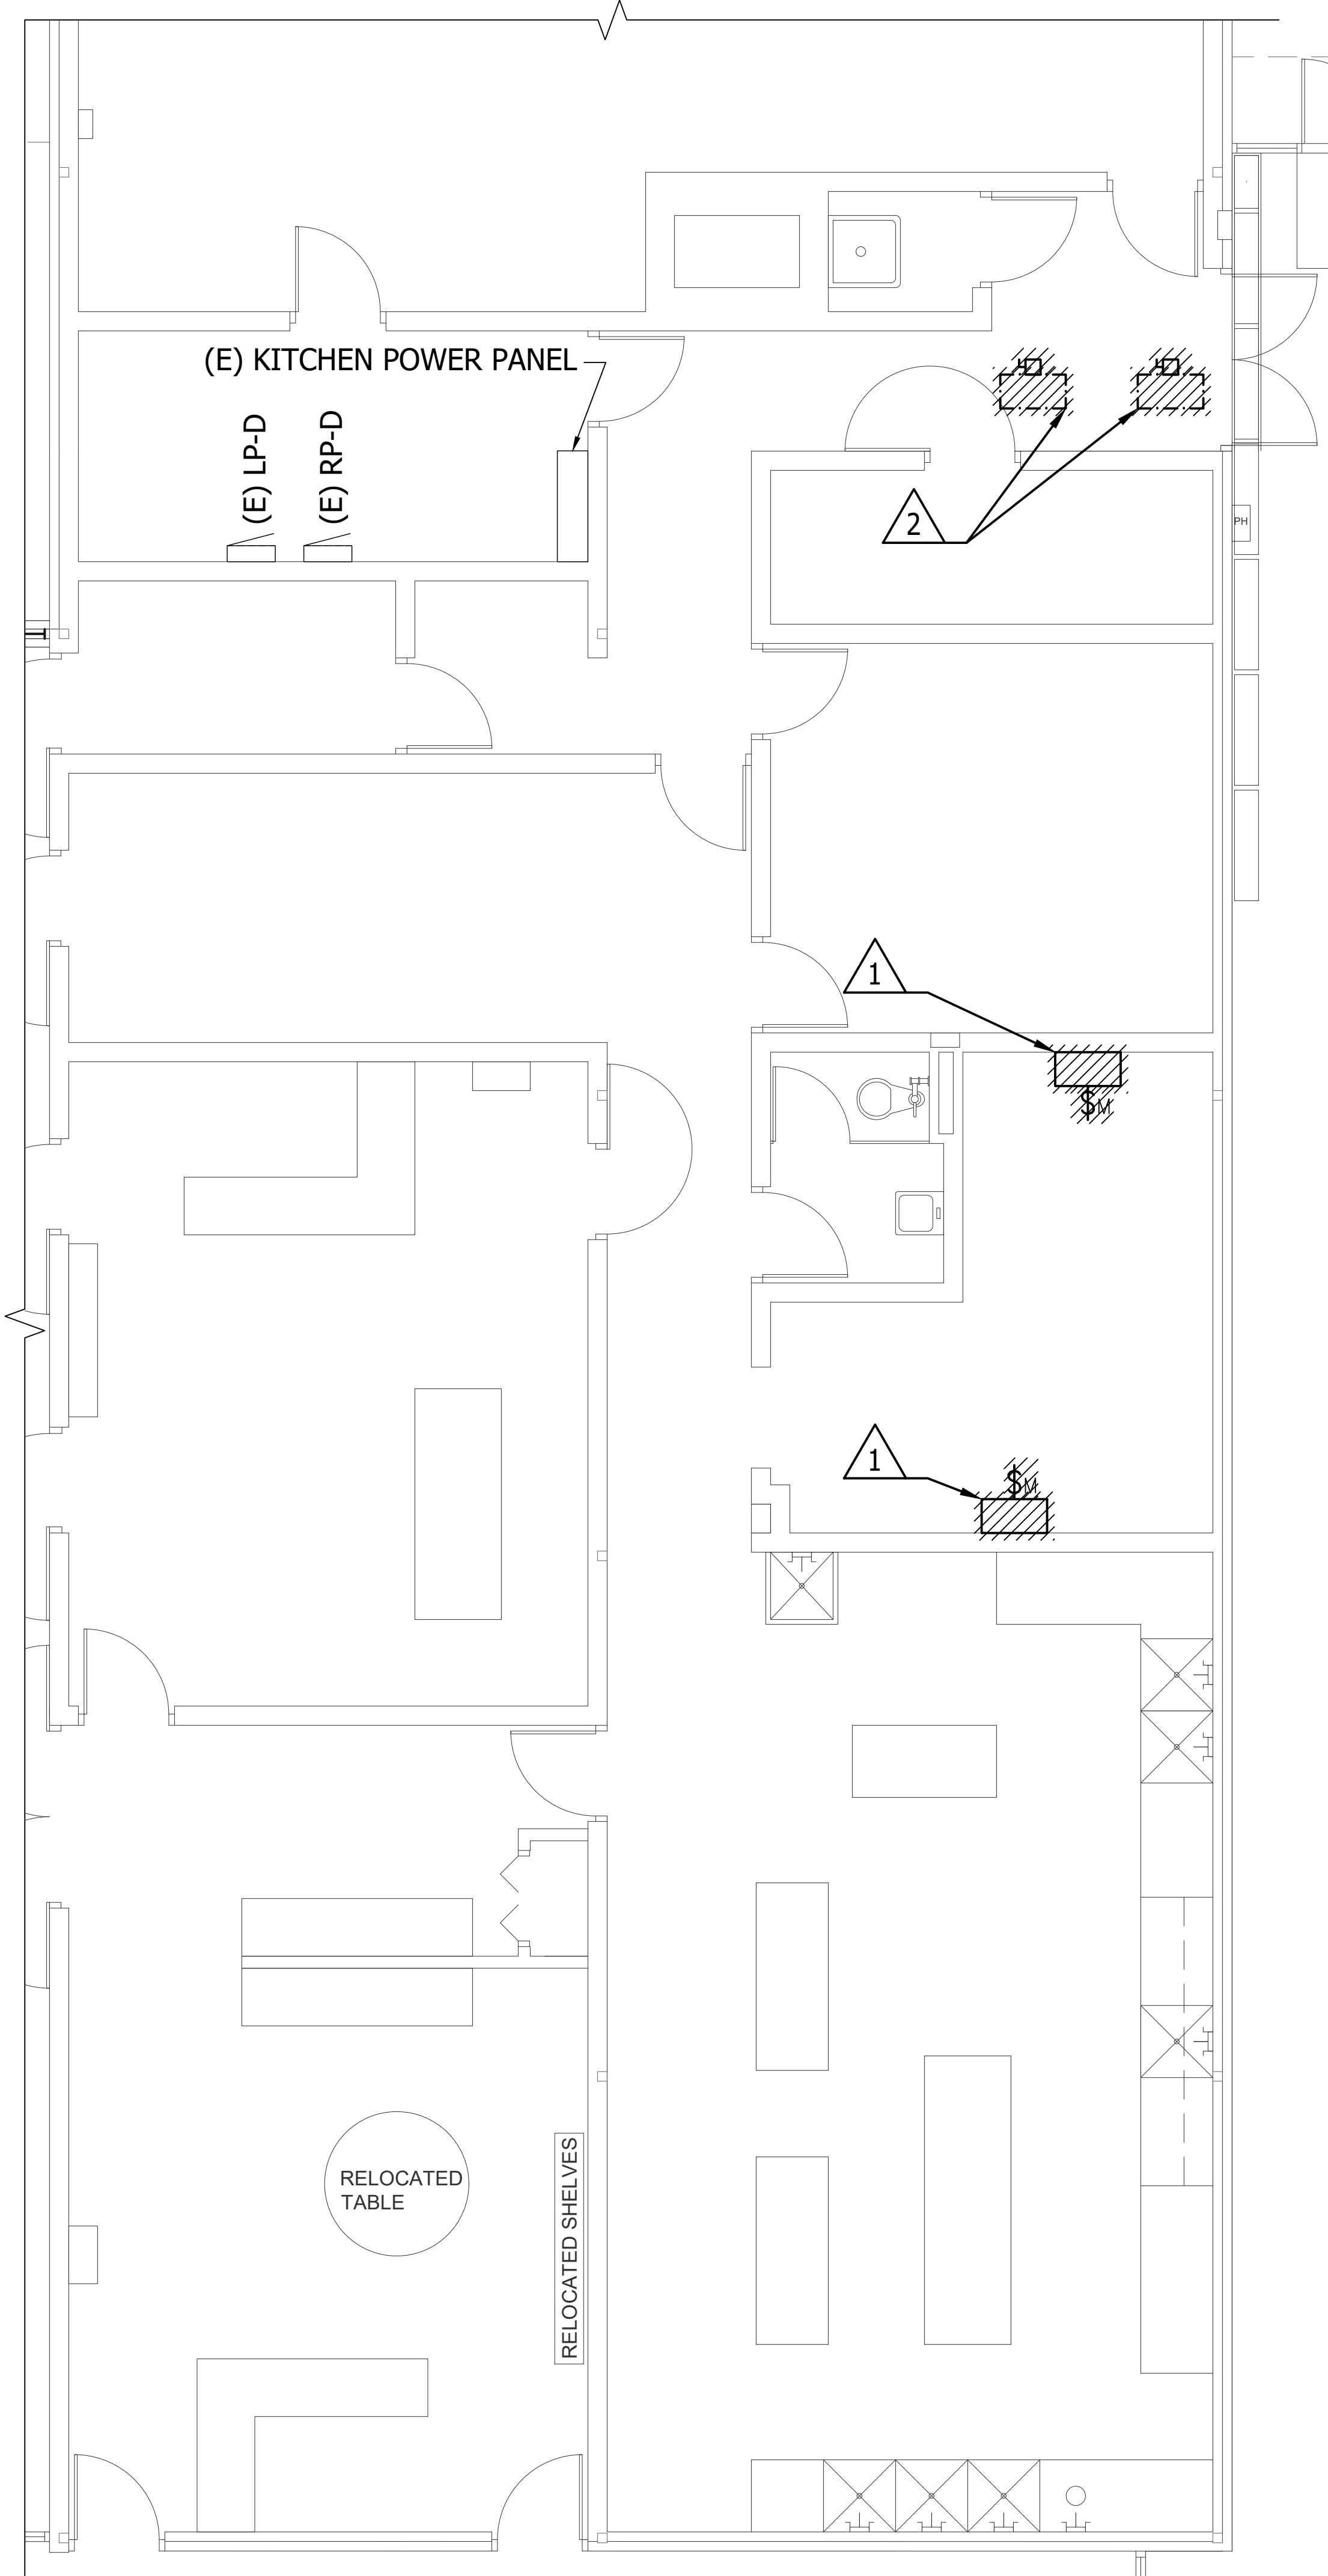 (E) KITCHEN POWER PANEL
(E) LP-D
(E) RP-D
2
PH
1
$M
1
$M
RELOCATED
TABLE
RELOCATED SHELVES